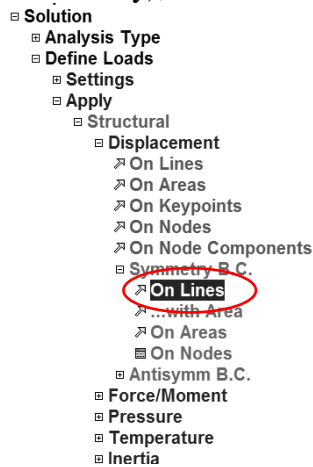 Solution
Analysis Type
Define Loads
Settings
Apply
Structural
Displacement
On Lines
On Areas
On Keypoints
On Nodes
On Node Components
Symmetry B.C.
On Lines
...with Area
On Areas
On Nodes
Antisymm B.C.
Force/Moment
Pressure
Temperature
Inertia